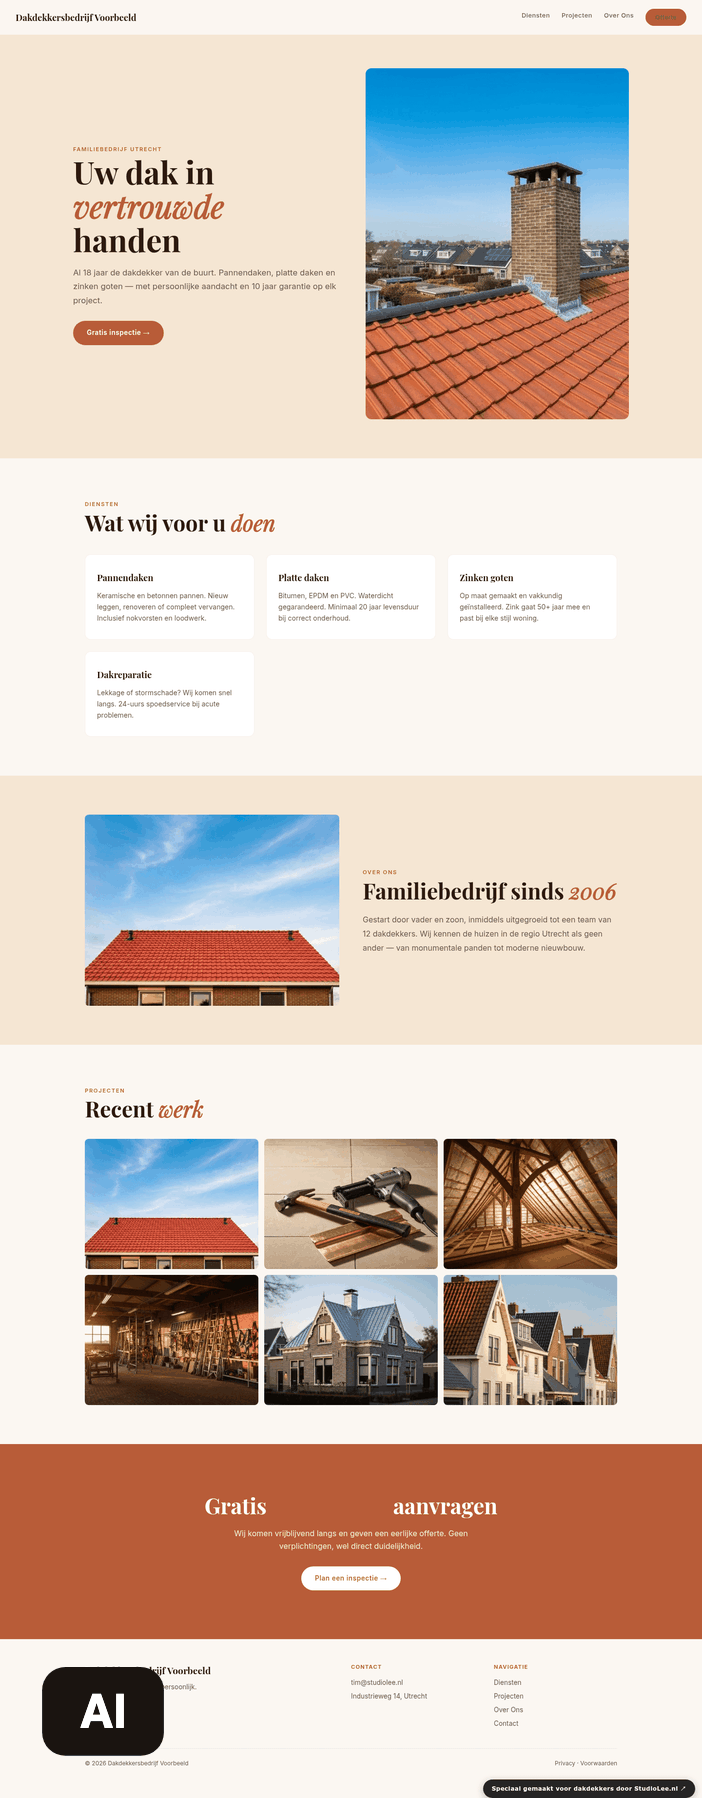 Dakdekkersbedrijf Voorbeeld
Diensten
Projecten
Over Ons
FAMILIEBEDRIJF UTRECHT
Uw dak in
vertrouwde
handen
Al 18 jaar de dakdekker van de buurt. Pannendaken, platte daken en
zinken goten — met persoonlijke aandacht en 10 jaar garantie op elk
project.
Gratis inspectie →
DIENSTEN
Wat wij voor u doen
Pannendaken
Keramische en betonnen pannen. Nieuw
leggen, renoveren of compleet vervangen.
Inclusief nokvorsten en loodwerk.
Platte daken
Bitumen, EPDM en PVC. Waterdicht
gegarandeerd. Minimaal 20 jaar levensduur
bij correct onderhoud.
Zinken goten
Op maat gemaakt en vakkundig
geïnstalleerd. Zink gaat 50+ jaar mee en
past bij elke stijl woning.
Dakreparatie
Lekkage of stormschade? Wij komen snel
langs. 24-uurs spoedservice bij acute
problemen.
OVER ONS
Familiebedrijf sinds 2006
Gestart door vader en zoon, inmiddels uitgegroeid tot een team van
12 dakdekkers. Wij kennen de huizen in de regio Utrecht als geen
ander — van monumentale panden tot moderne nieuwbouw.
PROJECTEN
Recent werk
Gratis aanvragen
Wij komen vrijblijvend langs en geven een eerlijke offerte. Geen
verplichtingen, wel direct duidelijkheid.
Plan een inspectie →
Voorbeeld
persoonlijk.
AI
CONTACT
tim@studiolee.nl
Industrieweg 14, Utrecht
NAVIGATIE
Diensten
Projecten
Over Ons
Contact
© 2026 Dakdekkersbedrijf Voorbeeld
Privacy · Voorwaarden
Speciaal gemaakt voor dakdekkers door StudioLee.nl ↗